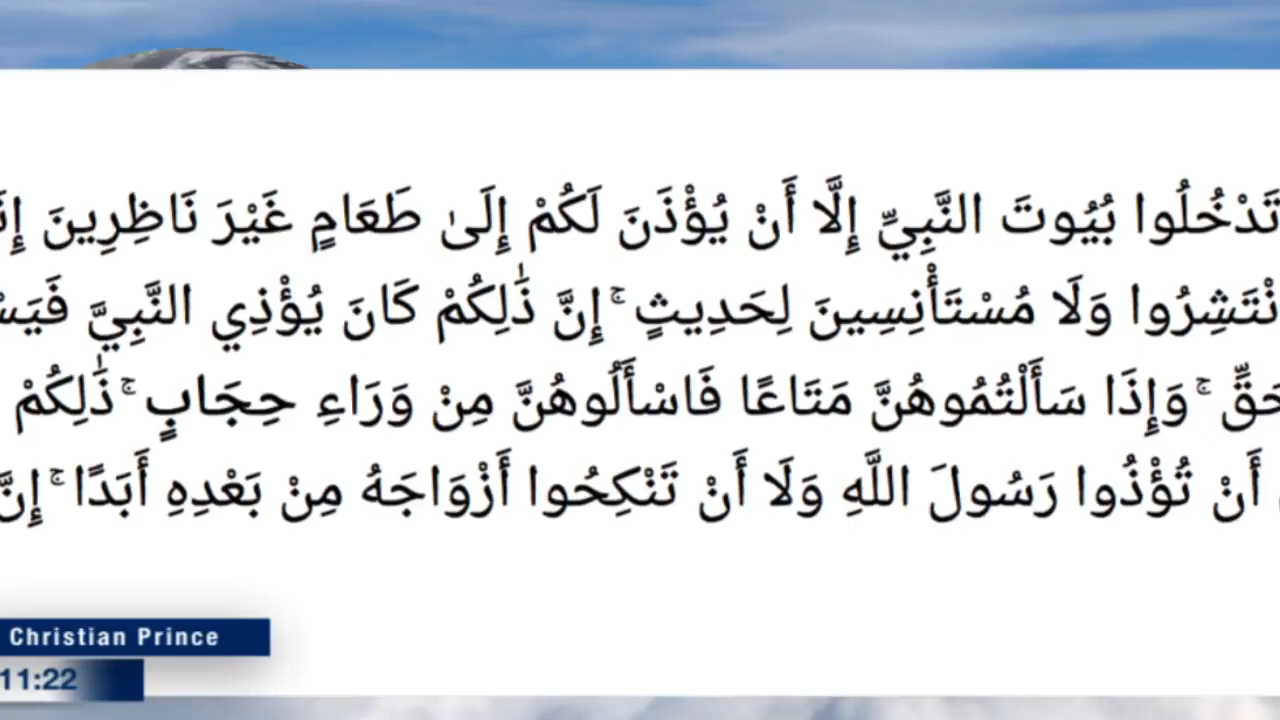 تَدْخُلُوا بُيُوتَ النَّبِيِّ إِلَّا أَنْ يُؤْذَنَ لَكُمْ إِلَىٰ طَعَامٍ غَيْرَ نَاظِرِينَ
وَلَا مُسْتَأْنِسِينَ لِحَدِيثٍ ۚ إِنَّ ذَٰلِكُمْ كَانَ يُؤْذِي النَّبِيَّ
ۚ وَإِذَا سَأَلْتُمُوهُنَّ مَتَاعًا فَاسْأَلُوهُنَّ مِنْ وَرَاءِ حِجَابٍ ۚ ذَٰلِكُمْ
أَنْ تُؤْذُوا رَسُولَ اللَّهِ وَلَا أَنْ تَنْكِحُوا أَزْوَاجَهُ مِنْ بَعْدِهِ أَبَدًا ۚ إِنَّ
Christian Prince
11:22